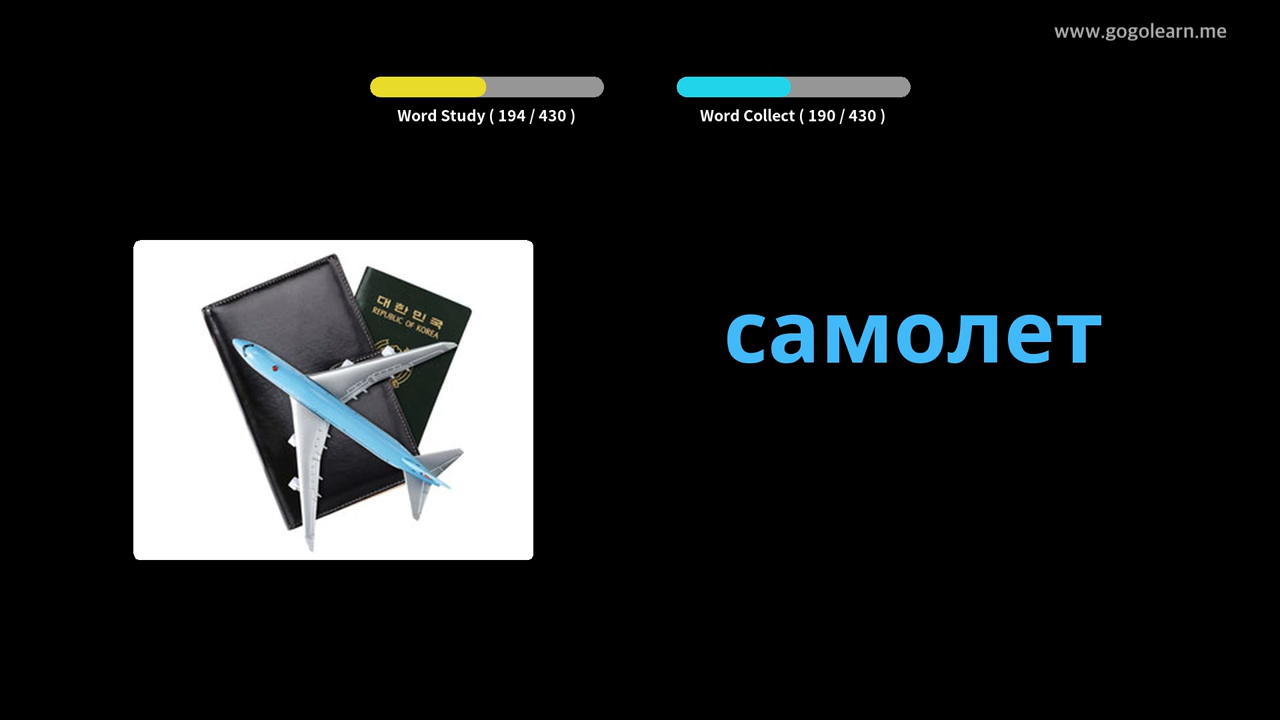 www.gogolearn.me
Word Study ( 194 / 430 )
Word Collect ( 190 / 430 )
대한민국
REPUBLIC OF KOREA
самолет